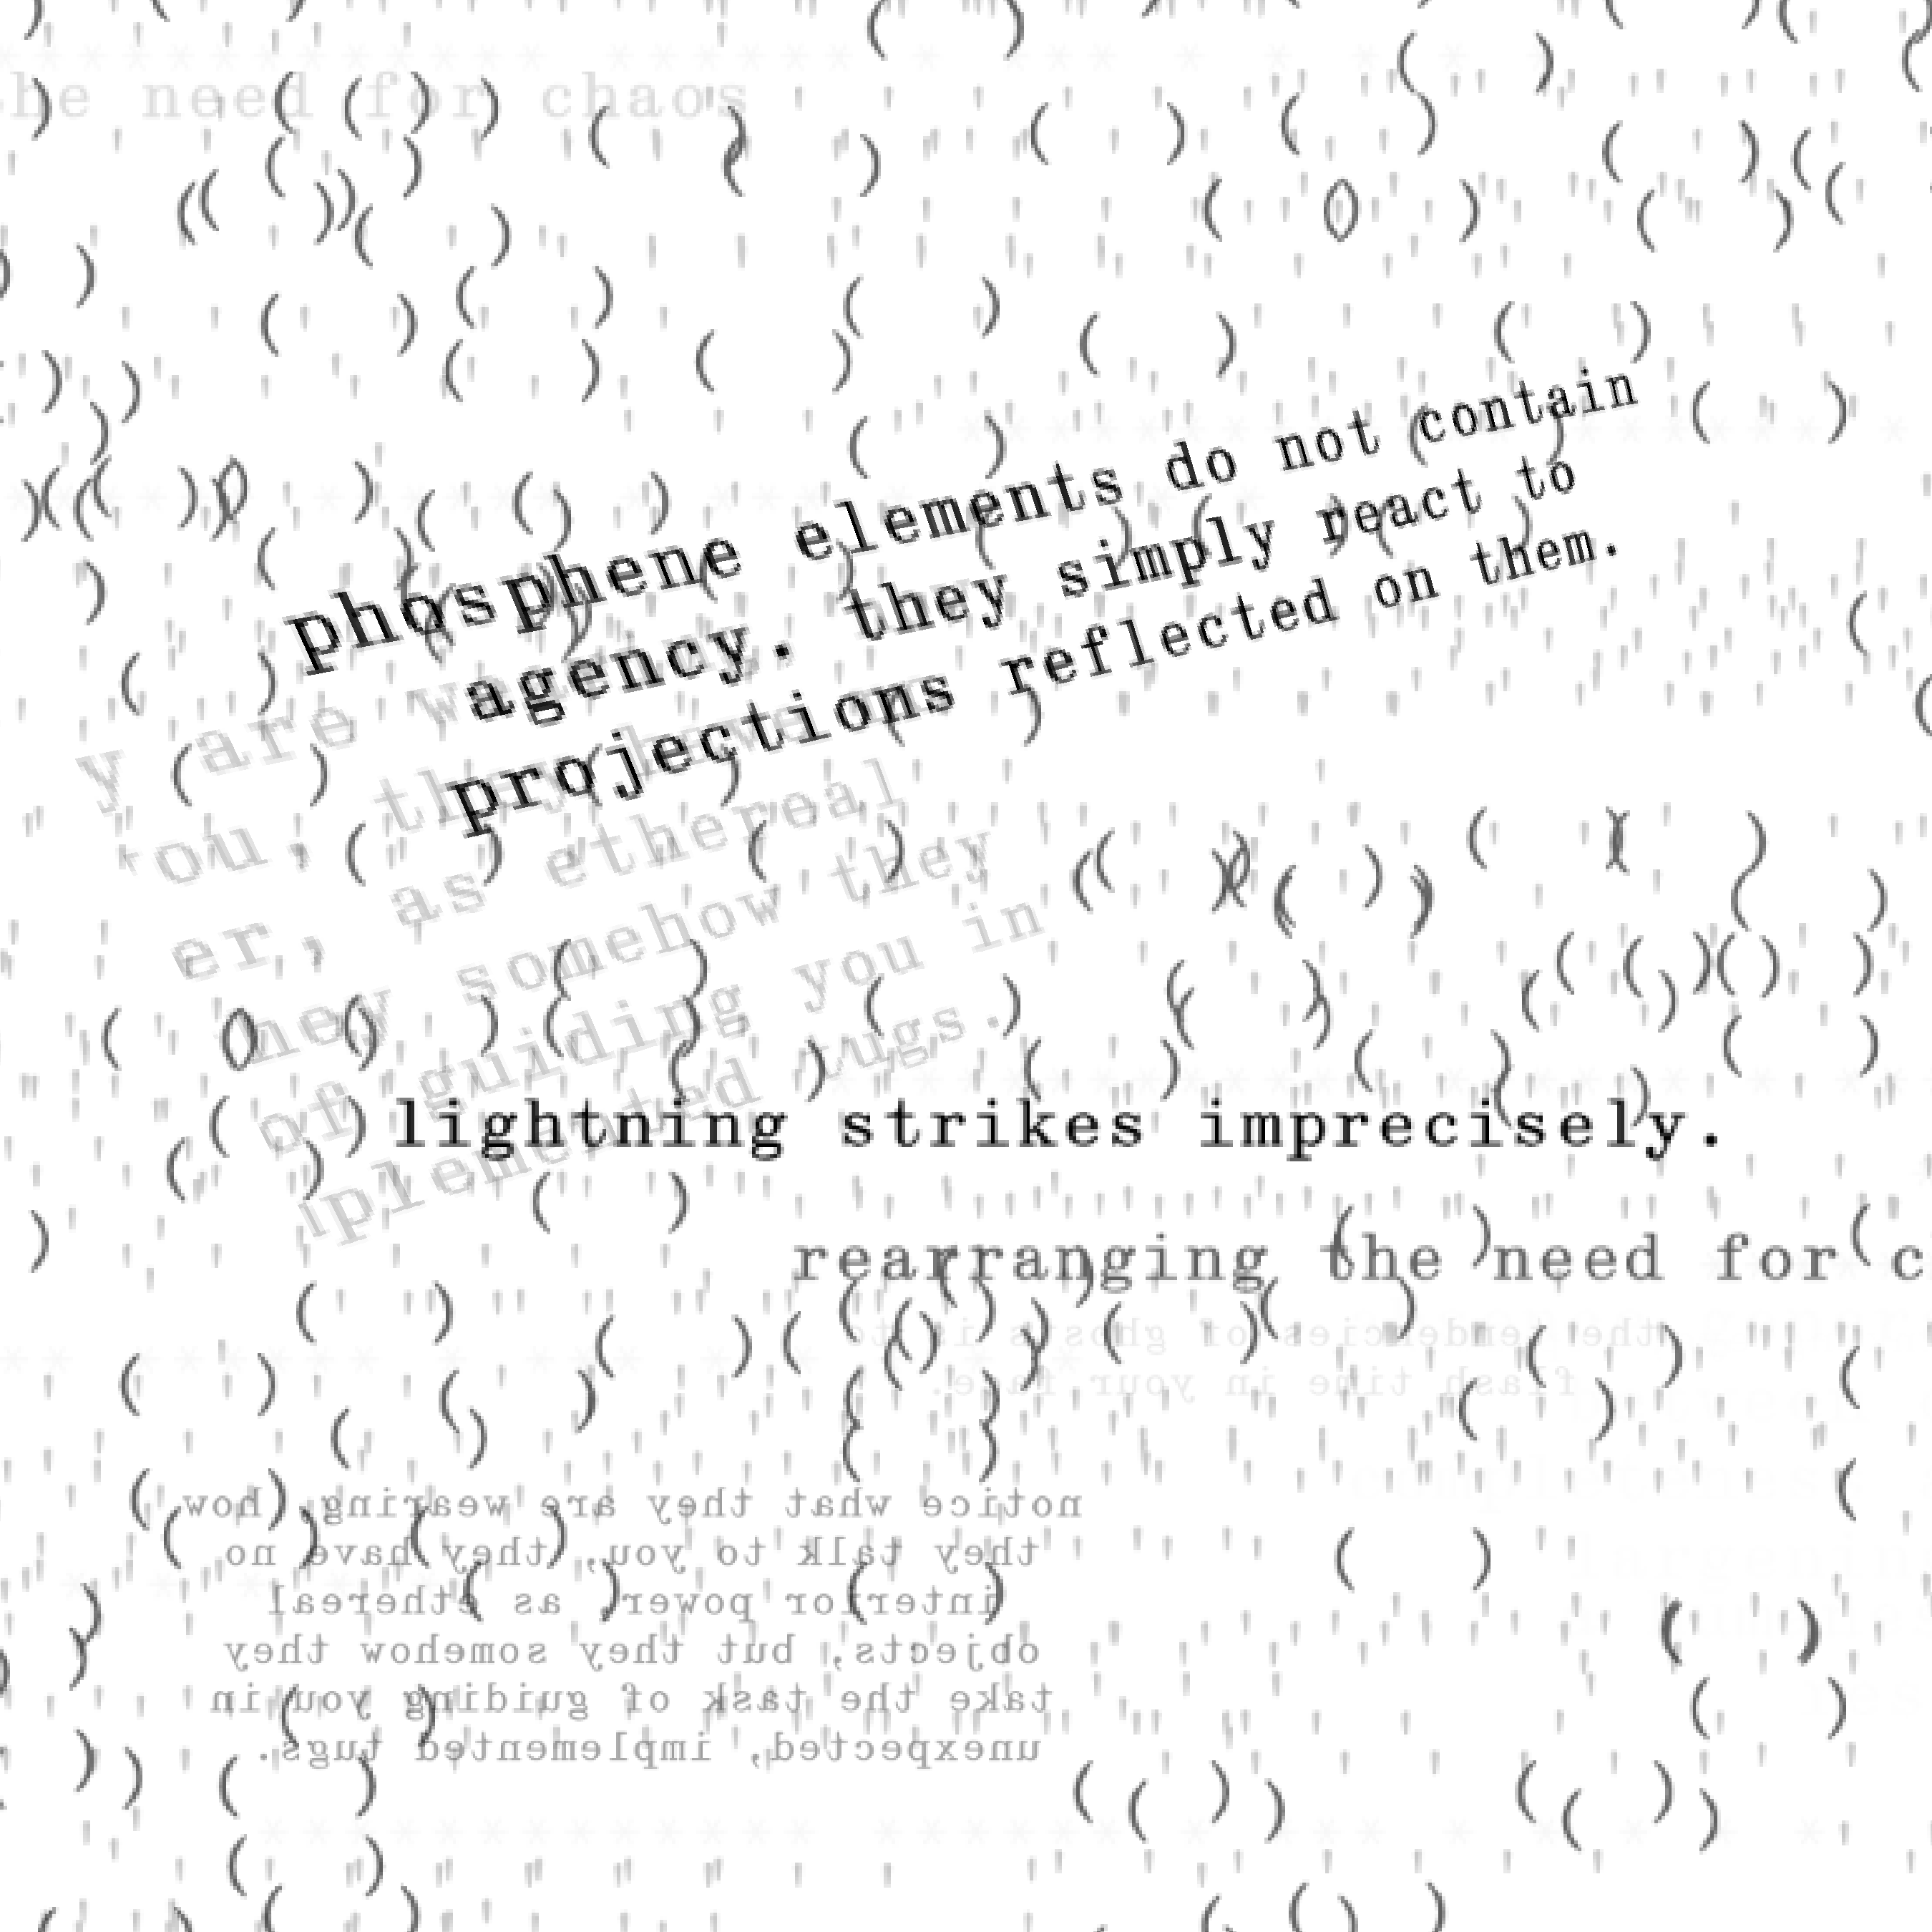 he need for chaos
phosphene elements do not contain
agency. they simply react to
projections reflected on them.
y are
ou, they have
er, as ethereal
hey somehow they
of guiding you in
plemented tugs.
lightning strikes imprecisely.
rearranging the need for c
the tendencies of ghosts is to
flash time in your face.
notice what they are wearing, how
they talk to you, they have no
interior power, as ethereal
objects, but they somehow they
take the task of guiding you in
unexpected, implemented tugs.